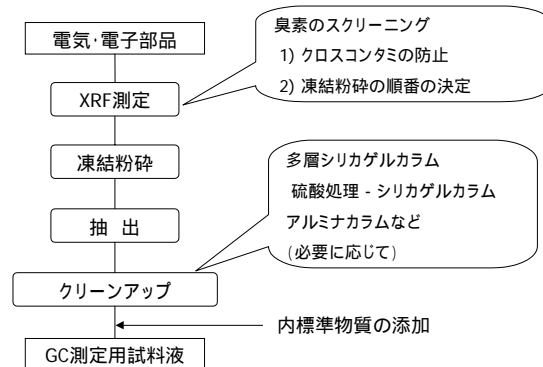 電気･電子部品
臭素のスクリーニング
1) クロスコンタミの防止
2) 凍結粉砕の順番の決定
XRF測定
凍結粉砕
多層シリカゲルカラム
硫酸処理 - シリカゲルカラム
アルミナカラムなど
(必要に応じて)
抽 出
クリーンアップ
内標準物質の添加
GC測定用試料液